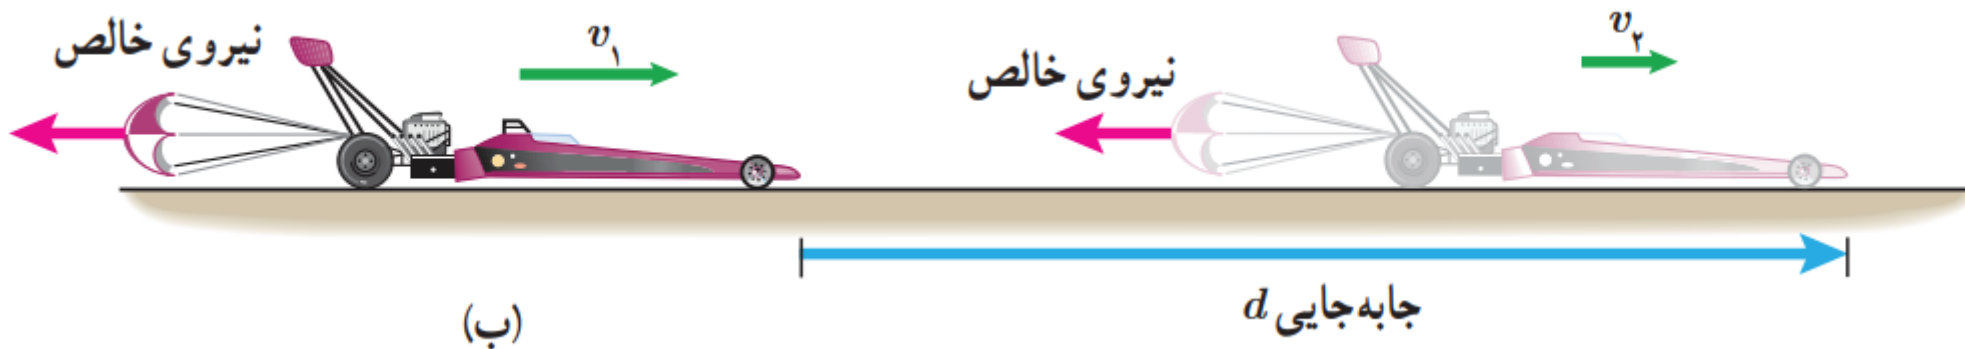 نیروی خالص
v۱
نیروی خالص
v۲
جابه‌جایی d
(ب)